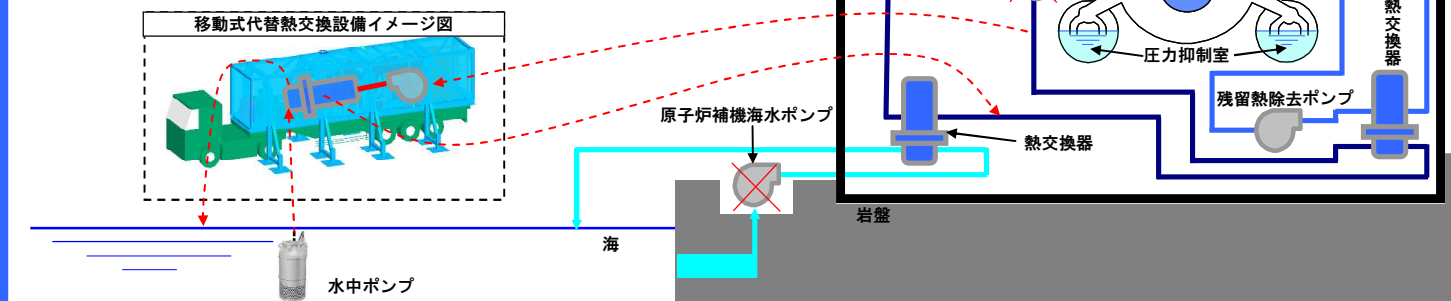 移動式代替熱交換設備イメージ図
熱交換器
圧力抑制室
残留熱除去ポンプ
原子炉補機海水ポンプ
熱交換器
岩盤
海
水中ポンプ